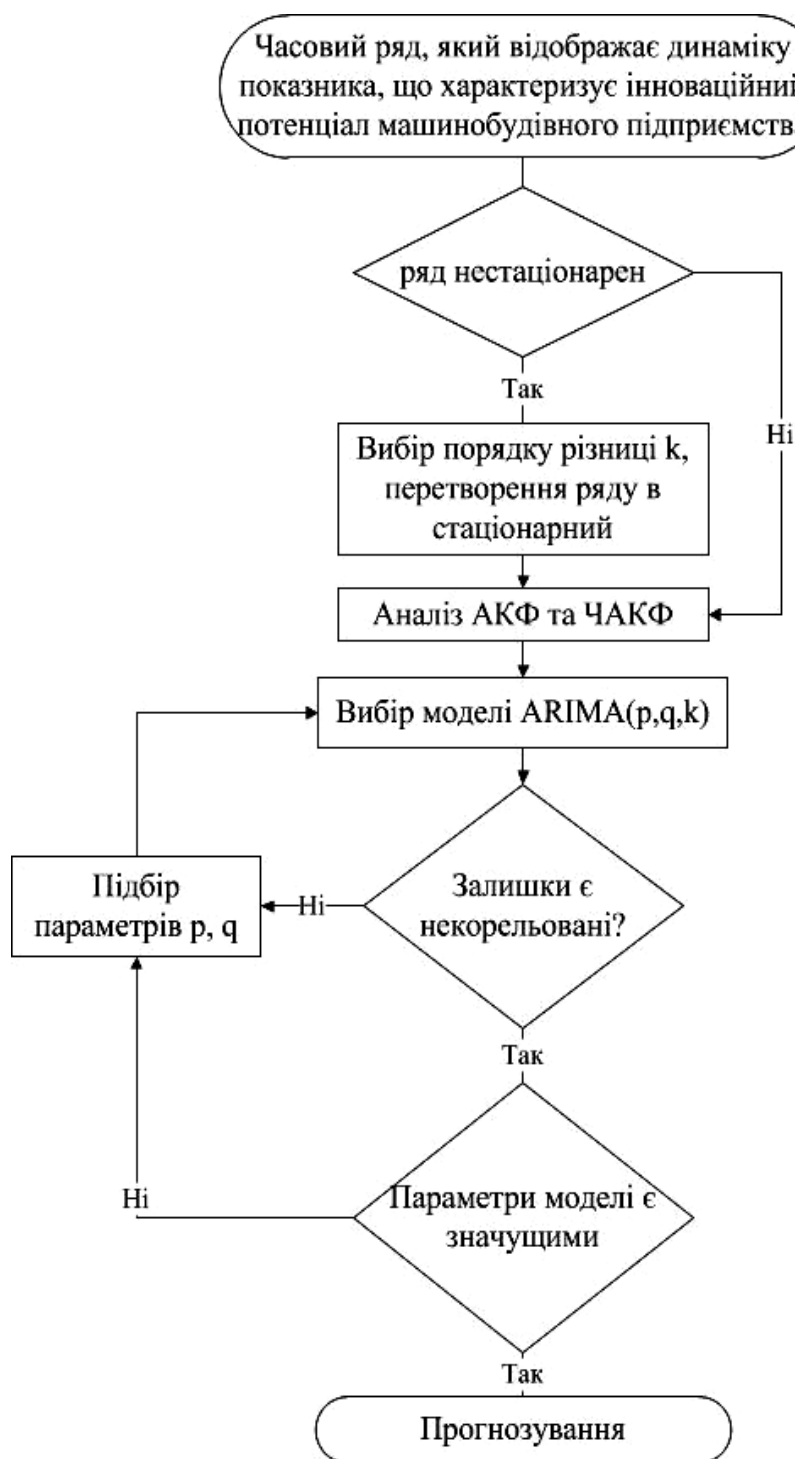 Часовий ряд, який відображає динаміку
показника, що характеризує інноваційний
потенціал машинобудівного підприємств
ряд нестаціонарен
Так
Ні
Вибір порядку різниці k,
перетворення ряду в
стаціонарний
Аналіз АКФ та ЧАКФ
Вибір моделі ARIMA(p,q,k)
Підбір
параметрів p, q
Ні
Залишки є
некорельовані?
Так
Ні
Параметри моделі є
значущими
Так
Прогнозування